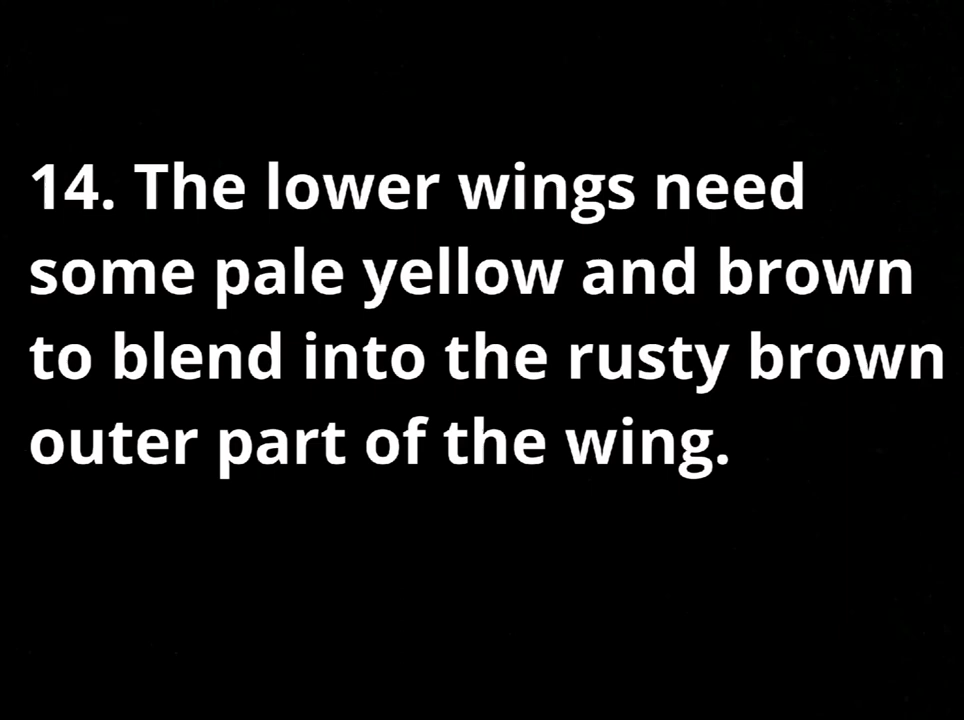 14. The lower wings need
some pale yellow and brown
to blend into the rusty brown
outer part of the wing.